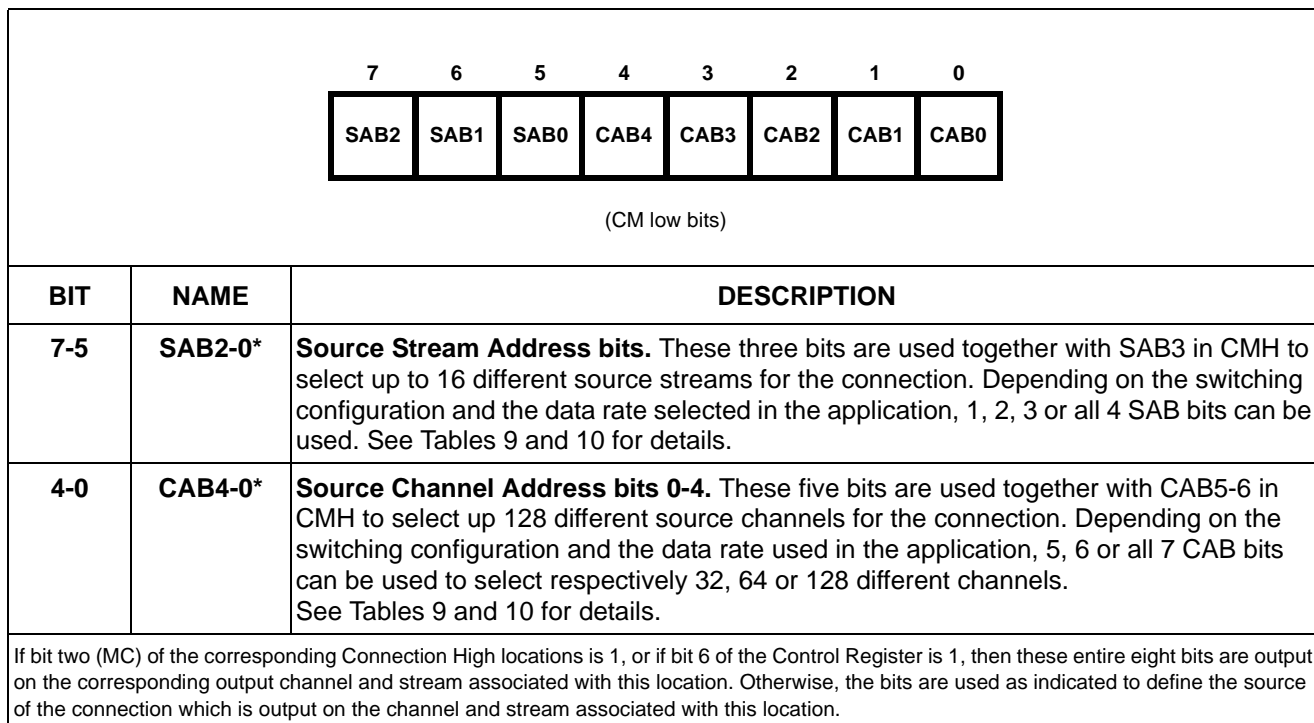 7 6 5 4 3 2 1 0
SAB2 SAB1 SAB0 CAB4 CAB3 CAB2 CAB1 CAB0
(CM low bits)
BIT NAME DESCRIPTION
7-5 SAB2-0* Source Stream Address bits. These three bits are used together with SAB3 in CMH to
select up to 16 different source streams for the connection. Depending on the switching
configuration and the data rate selected in the application, 1, 2, 3 or all 4 SAB bits can be
used. See Tables 9 and 10 for details.
4-0 CAB4-0* Source Channel Address bits 0-4. These five bits are used together with CAB5-6 in
CMH to select up 128 different source channels for the connection. Depending on the
switching configuration and the data rate used in the application, 5, 6 or all 7 CAB bits
can be used to select respectively 32, 64 or 128 different channels.
See Tables 9 and 10 for details.
If bit two (MC) of the corresponding Connection High locations is 1, or if bit 6 of the Control Register is 1, then these entire eight bits are output
on the corresponding output channel and stream associated with this location. Otherwise, the bits are used as indicated to define the source
of the connection which is output on the channel and stream associated with this location.